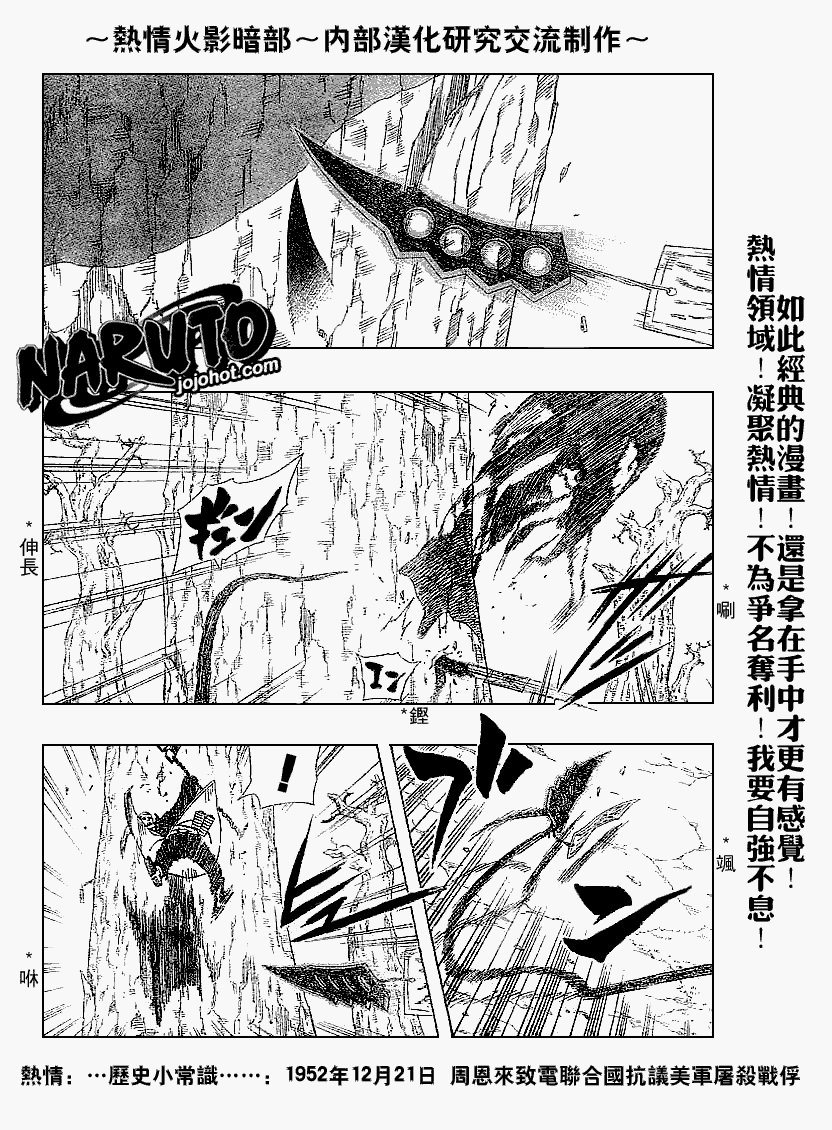 ～熱情火影暗部～内部漢化研究交流制作～
NARUTO
jojohot.com
如此經典的漫畫！還是拿在手中才更有感覺！
熱情領域！凝聚熱情！不為爭名奪利！我要自強不息！
ギュン
*伸長
*唰
エン
*鏗
！
ブン
*颯
*咻
熱情：…歷史小常識……：1952年12月21日 周恩來致電聯合國抗議美軍屠殺戰俘